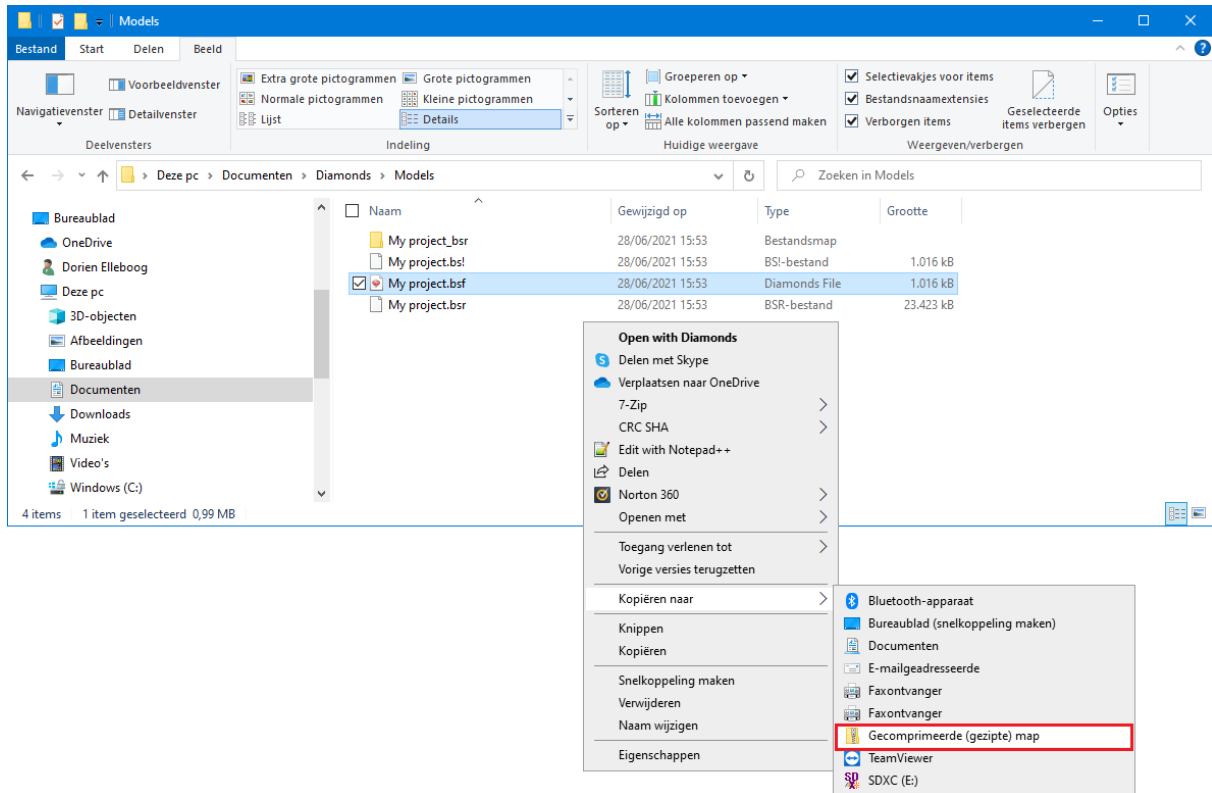 Models
Bestand Start Delen Beeld
Navigatievenster
Voorbeeldvenster
Detailvenster
Deelvensters
Extra grote pictogrammen Grote pictogrammen
Normale pictogrammen Kleine pictogrammen
Lijst Details
Indeling
Sorteren op
Groeperen op
Kolommen toevoegen
Alle kolommen passend maken
Huidige weergave
Selectievakjes voor items
Bestandsnaamextensies
Verborgen items
Geselecteerde
items verbergen
Weergeven/verbergen
Opties
Deze pc > Documenten > Diamonds > Models
Zoeken in Models
Bureaublad
OneDrive
Dorien Elleboog
Deze pc
3D-objecten
Afbeeldingen
Bureaublad
Documenten
Downloads
Muziek
Video's
Windows (C:)
Naam Gewijzigd op Type Grootte
My project_bsr 28/06/2021 15:53 Bestandsmap
My project.bs! 28/06/2021 15:53 BS!-bestand 1.016 kB
My project.bsf 28/06/2021 15:53 Diamonds File 1.016 kB
My project.bsr 28/06/2021 15:53 BSR-bestand 23.423 kB
4 items 1 item geselecteerd 0,99 MB
Open with Diamonds
Delen met Skype
Verplaatsen naar OneDrive
7-Zip
CRC SHA
Edit with Notepad++
Delen
Norton 360
Openen met
Toegang verlenen tot
Vorige versies terugzetten
Kopiëren naar
Knippen
Kopiëren
Snelkoppeling maken
Verwijderen
Naam wijzigen
Eigenschappen
Bluetooth-apparaat
Bureaublad (snelkoppeling maken)
Documenten
E-mailgeadresseerde
Faxontvanger
Faxontvanger
Gecomprimeerde (gezipte) map
TeamViewer
SDXC (E:)